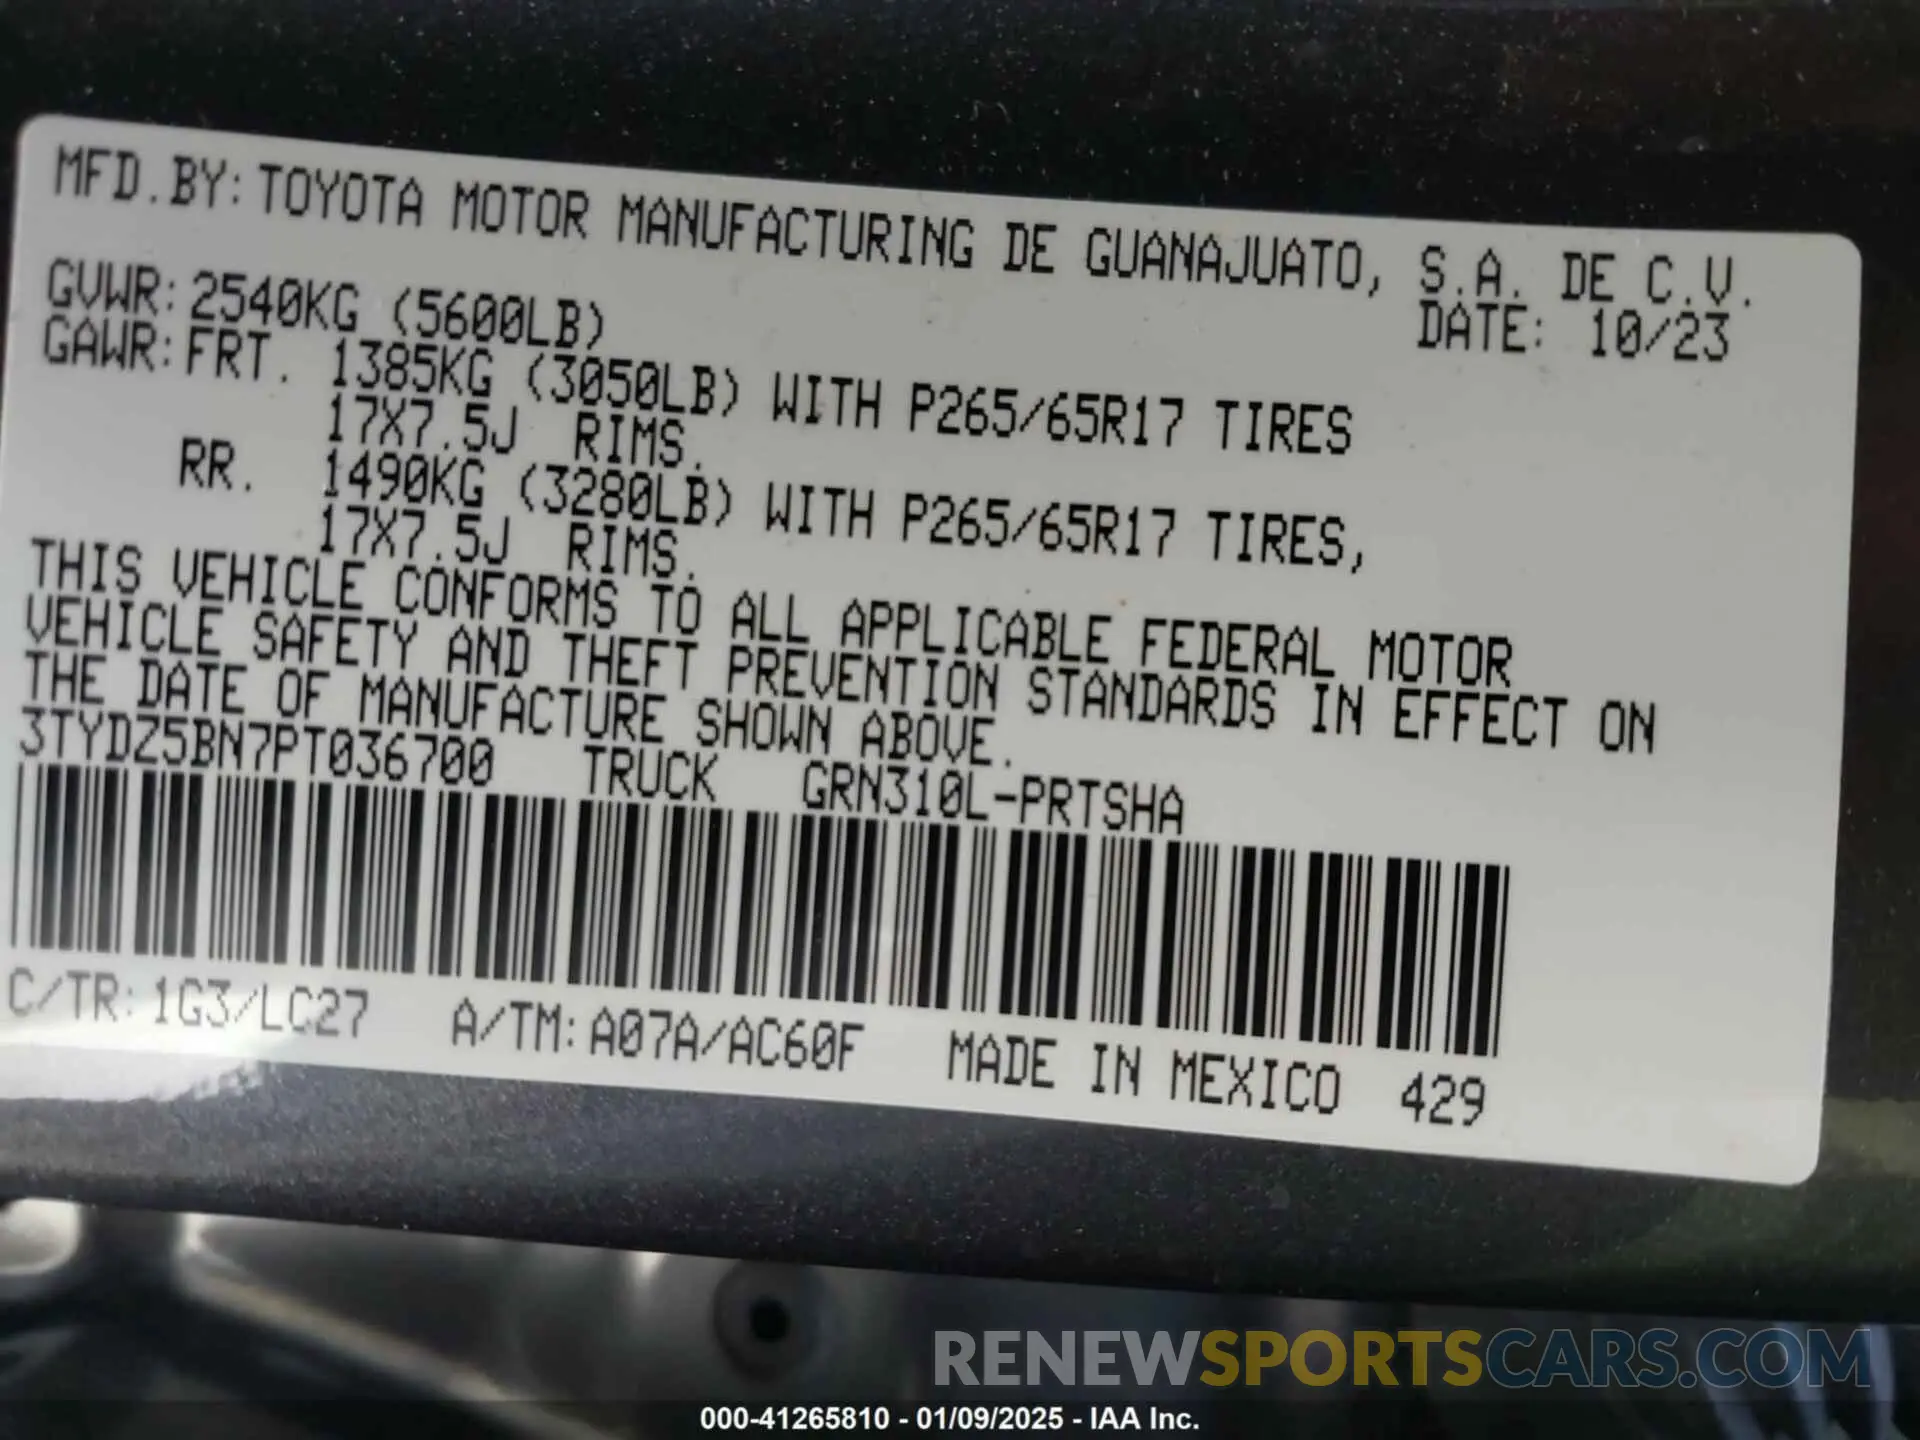 MFD.BY:TOYOTA MOTOR MANUFACTURING DE GUANAJUATO, S.A. DE C.V.
GVWR:2540KG (5600LB) DATE: 10/23
GAWR:FRT. 1385KG (3050LB) WITH P265/65R17 TIRES
17X7.5J RIMS.
RR. 1490KG (3280LB) WITH P265/65R17 TIRES,
17X7.5J RIMS.
THIS VEHICLE CONFORMS TO ALL APPLICABLE FEDERAL MOTOR
VEHICLE SAFETY AND THEFT PREVENTION STANDARDS IN EFFECT ON
THE DATE OF MANUFACTURE SHOWN ABOVE.
3TYDZ5BN7PT036700 TRUCK GRN310L-PRTSHA
C/TR:1G3/LC27 A/TM:A07A/AC60F MADE IN MEXICO 429
RENEWSPORTSCARS.COM
000-41265810 - 01/09/2025 - IAA Inc.